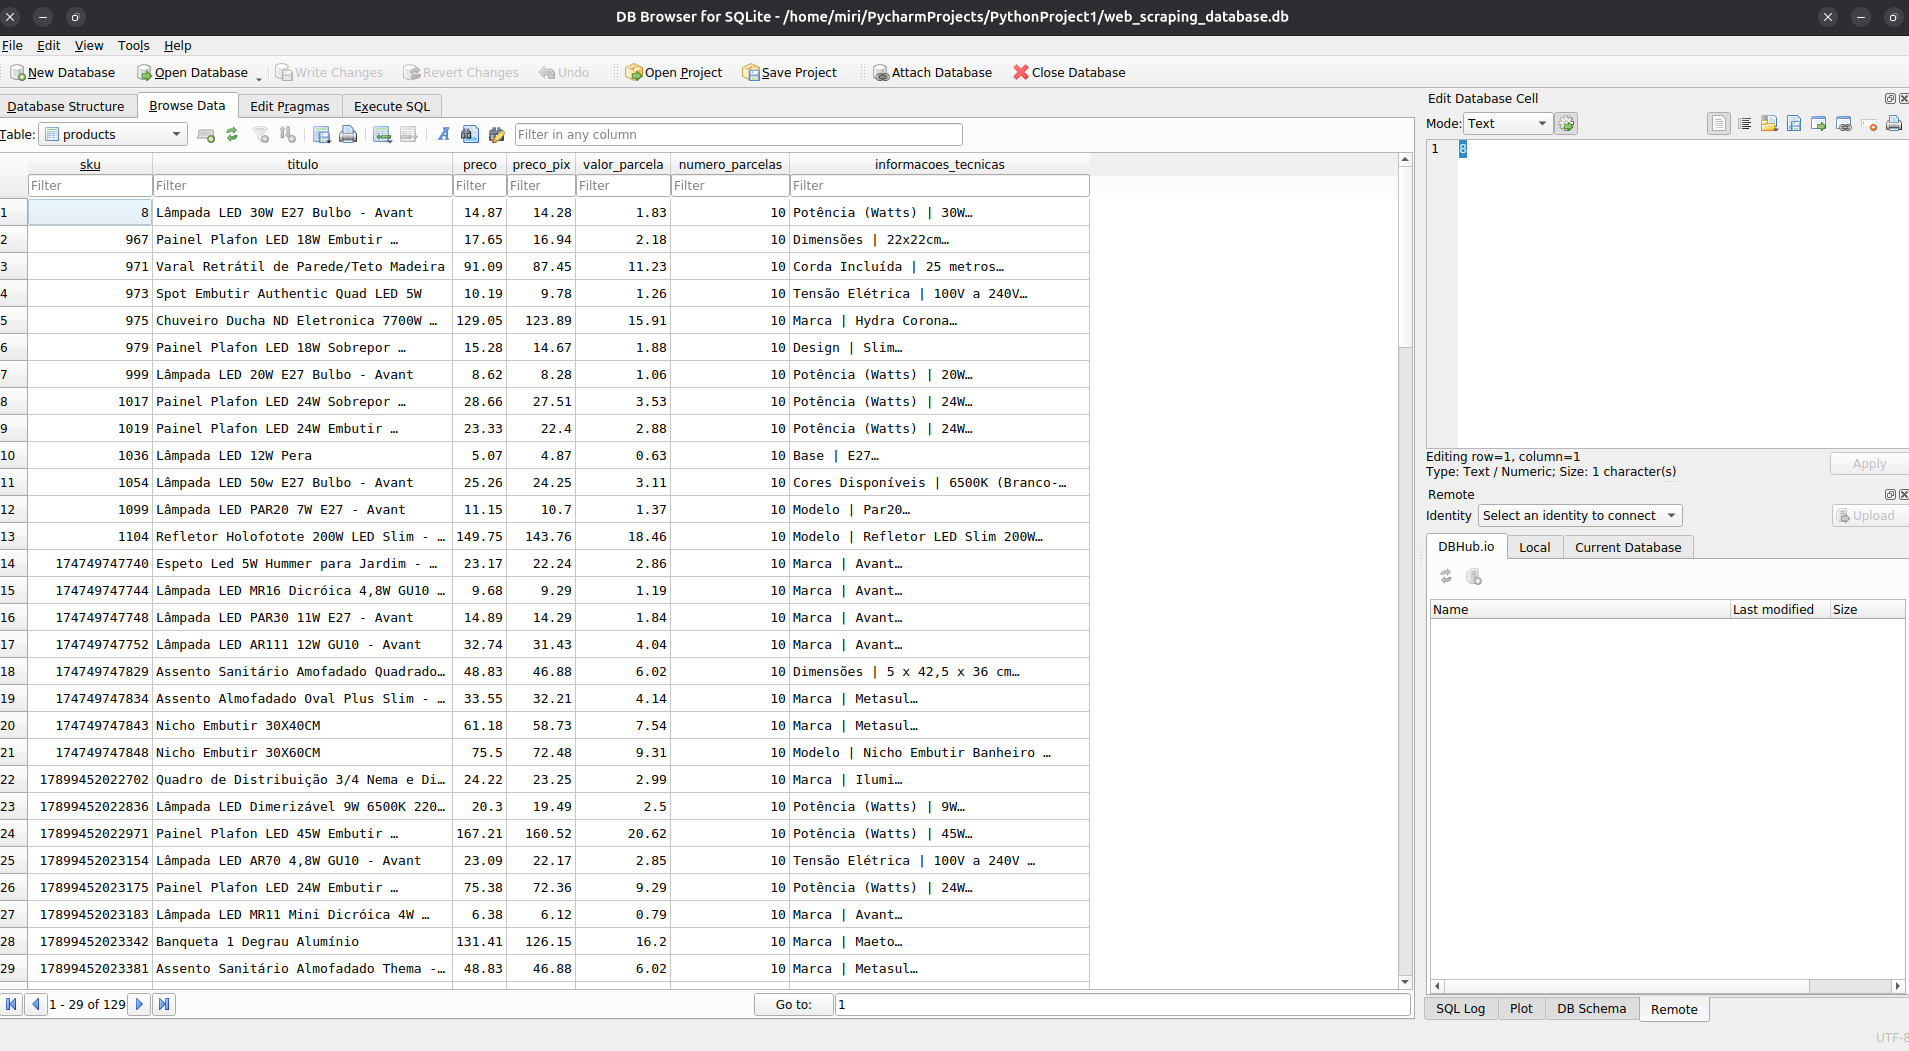 DB Browser for SQLite - /home/miri/PycharmProjects/PythonProject1/web_scraping_database.db
File Edit View Tools Help
New Database Open Database Write Changes Revert Changes Undo Open Project Save Project Attach Database Close Database
Database Structure Browse Data Edit Pragmas Execute SQL
Table: products Filter in any column
sku titulo preco preco_pix valor_parcela numero_parcelas informacoes_tecnicas
Filter Filter Filter Filter Filter Filter Filter
1 8 Lâmpada LED 30W E27 Bulbo - Avant 14.87 14.28 1.83 10 Potência (Watts) | 30W…
2 967 Painel Plafon LED 18W Embutir … 17.65 16.94 2.18 10 Dimensões | 22x22cm…
3 971 Varal Retrátil de Parede/Teto Madeira 91.09 87.45 11.23 10 Corda Incluída | 25 metros…
4 973 Spot Embutir Authentic Quad LED 5W 10.19 9.78 1.26 10 Tensão Elétrica | 100V a 240V…
5 975 Chuveiro Ducha ND Eletronica 7700W … 129.05 123.89 15.91 10 Marca | Hydra Corona…
6 979 Painel Plafon LED 18W Sobrepor … 15.28 14.67 1.88 10 Design | Slim…
7 999 Lâmpada LED 20W E27 Bulbo - Avant 8.62 8.28 1.06 10 Potência (Watts) | 20W…
8 1017 Painel Plafon LED 24W Sobrepor … 28.66 27.51 3.53 10 Potência (Watts) | 24W…
9 1019 Painel Plafon LED 24W Embutir … 23.33 22.4 2.88 10 Potência (Watts) | 24W…
10 1036 Lâmpada LED 12W Pera 5.07 4.87 0.63 10 Base | E27…
11 1054 Lâmpada LED 50w E27 Bulbo - Avant 25.26 24.25 3.11 10 Cores Disponíveis | 6500K (Branco-…
12 1099 Lâmpada LED PAR20 7W E27 - Avant 11.15 10.7 1.37 10 Modelo | Par20…
13 1104 Refletor Holofotote 200W LED Slim - … 149.75 143.76 18.46 10 Modelo | Refletor LED Slim 200W…
14 174749747740 Espeto Led 5W Hummer para Jardim - … 23.17 22.24 2.86 10 Marca | Avant…
15 174749747744 Lâmpada LED MR16 Dicróica 4,8W GU10 … 9.68 9.29 1.19 10 Marca | Avant…
16 174749747748 Lâmpada LED PAR30 11W E27 - Avant 14.89 14.29 1.84 10 Marca | Avant…
17 174749747752 Lâmpada LED AR111 12W GU10 - Avant 32.74 31.43 4.04 10 Marca | Avant…
18 174749747829 Assento Sanitário Amofadado Quadrado… 48.83 46.88 6.02 10 Dimensões | 5 x 42,5 x 36 cm…
19 174749747834 Assento Almofadado Oval Plus Slim - … 33.55 32.21 4.14 10 Marca | Metasul…
20 174749747843 Nicho Embutir 30X40CM 61.18 58.73 7.54 10 Marca | Metasul…
21 174749747848 Nicho Embutir 30X60CM 75.5 72.48 9.31 10 Modelo | Nicho Embutir Banheiro …
22 17899452022702 Quadro de Distribuição 3/4 Nema e Di… 24.22 23.25 2.99 10 Marca | Ilumi…
23 17899452022836 Lâmpada LED Dimerizável 9W 6500K 220… 20.3 19.49 2.5 10 Potência (Watts) | 9W…
24 17899452022971 Painel Plafon LED 45W Embutir … 167.21 160.52 20.62 10 Potência (Watts) | 45W…
25 17899452023154 Lâmpada LED AR70 4,8W GU10 - Avant 23.09 22.17 2.85 10 Tensão Elétrica | 100V a 240V …
26 17899452023175 Painel Plafon LED 24W Embutir … 75.38 72.36 9.29 10 Potência (Watts) | 24W…
27 17899452023183 Lâmpada LED MR11 Mini Dicróica 4W … 6.38 6.12 0.79 10 Marca | Avant…
28 17899452023342 Banqueta 1 Degrau Alumínio 131.41 126.15 16.2 10 Marca | Maeto…
29 17899452023381 Assento Sanitário Almofadado Thema -… 48.83 46.88 6.02 10 Marca | Metasul…
1 - 29 of 129 Go to: 1
Edit Database Cell
Mode: Text
1 8
Editing row=1, column=1
Type: Text / Numeric; Size: 1 character(s)
Apply
Remote
Identity Select an identity to connect Upload
DBHub.io Local Current Database
Name Last modified Size
SQL Log Plot DB Schema Remote
UTF-8